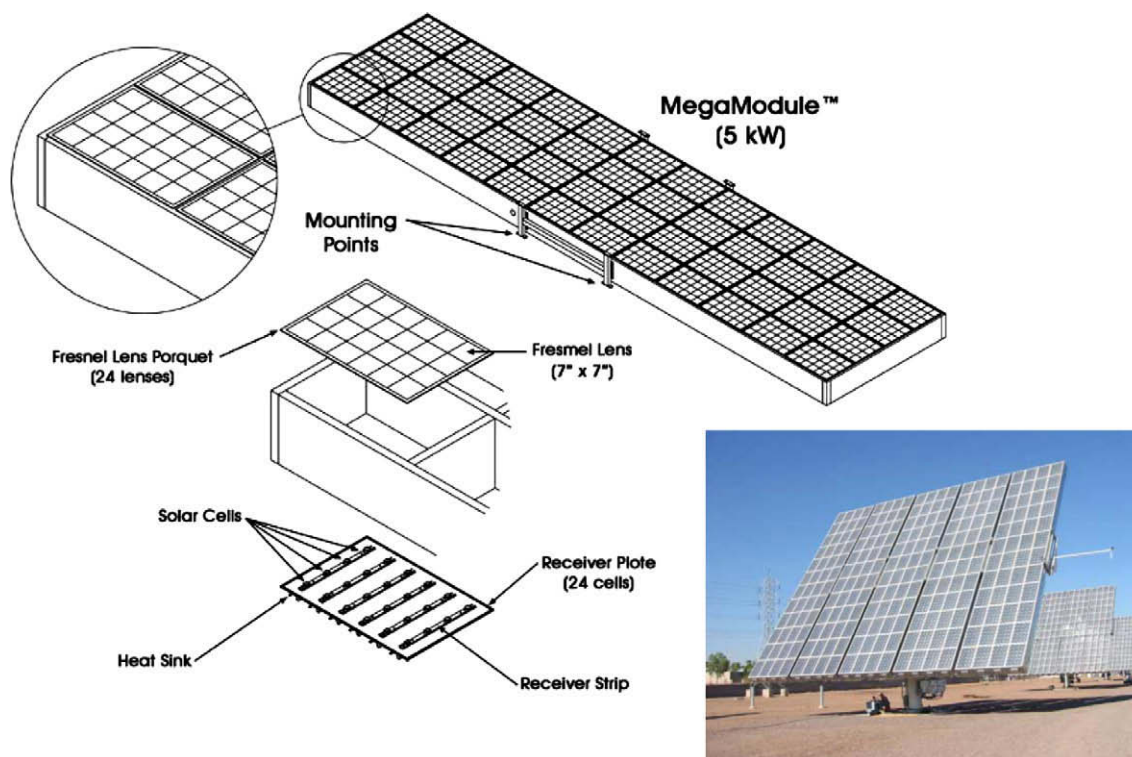 MegaModule™
(5 kW)
Mounting
Points
Fresnel Lens Porquet
(24 lenses)
Fresmel Lens
(7" x 7")
Solar Cells
Receiver Plote
(24 cells)
Heat Sink
Receiver Strip